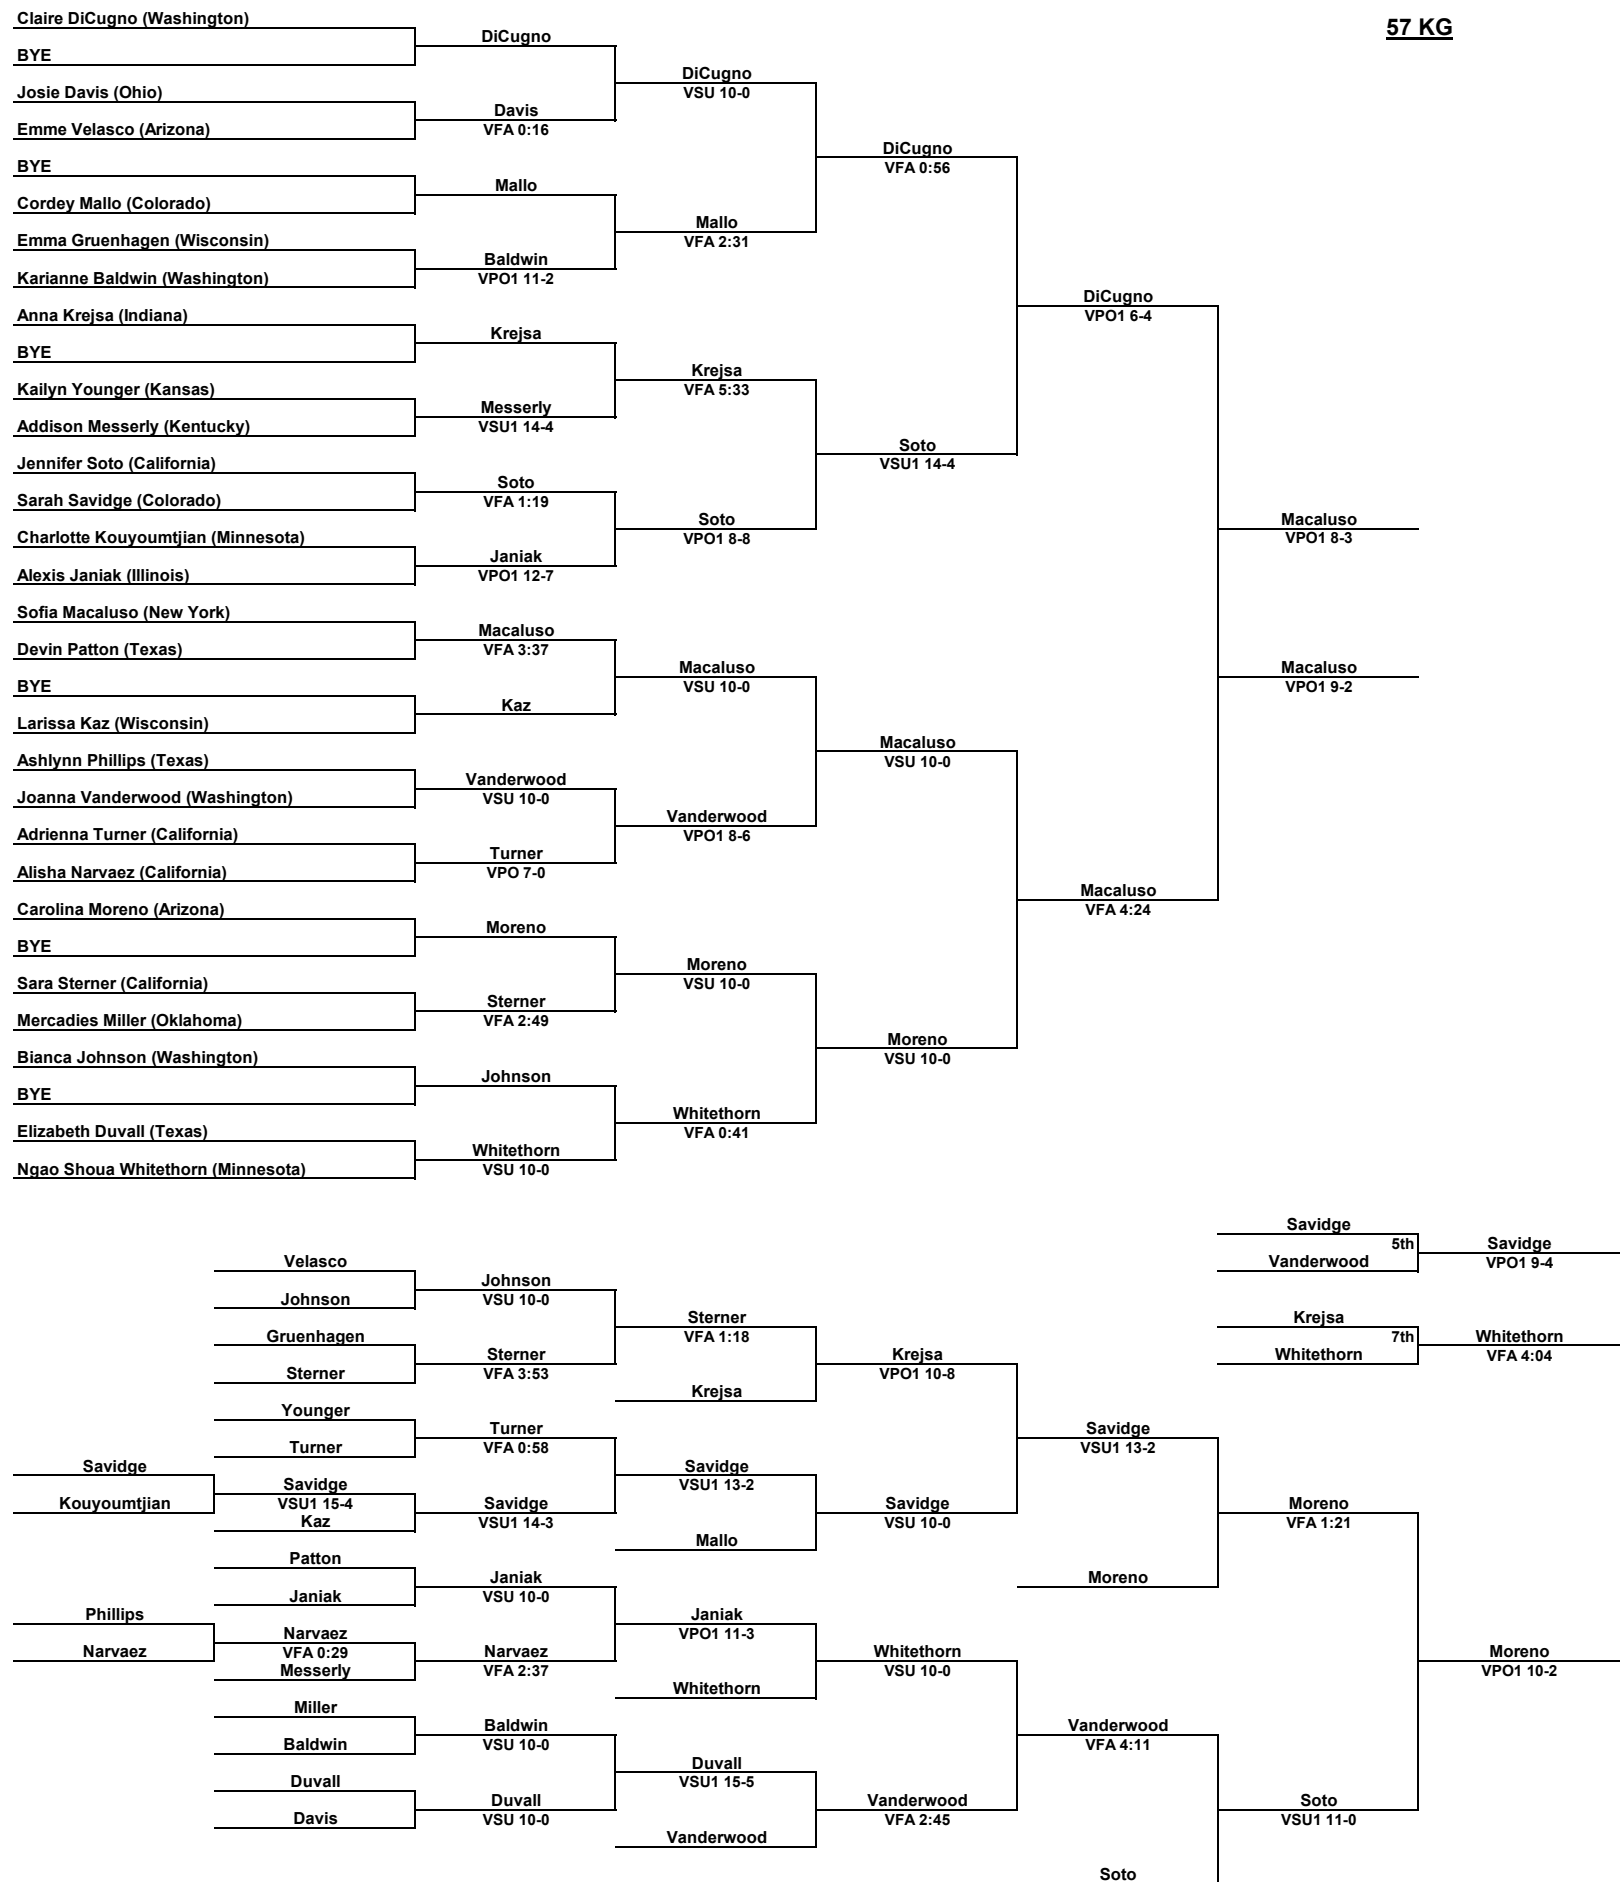 57 KG
Claire DiCugno (Washington)
BYE
Josie Davis (Ohio)
Emme Velasco (Arizona)
BYE
Cordey Mallo (Colorado)
Emma Gruenhagen (Wisconsin)
Karianne Baldwin (Washington)
Anna Krejsa (Indiana)
BYE
Kailyn Younger (Kansas)
Addison Messerly (Kentucky)
Jennifer Soto (California)
Sarah Savidge (Colorado)
Charlotte Kouyoumtjian (Minnesota)
Alexis Janiak (Illinois)
Sofia Macaluso (New York)
Devin Patton (Texas)
BYE
Larissa Kaz (Wisconsin)
Ashlynn Phillips (Texas)
Joanna Vanderwood (Washington)
Adrienna Turner (California)
Alisha Narvaez (California)
Carolina Moreno (Arizona)
BYE
Sara Sterner (California)
Mercadies Miller (Oklahoma)
Bianca Johnson (Washington)
BYE
Elizabeth Duvall (Texas)
Ngao Shoua Whitethorn (Minnesota)
DiCugno
Davis
VFA 0:16
Mallo
Baldwin
VPO1 11-2
Krejsa
Messerly
VSU1 14-4
Soto
VFA 1:19
Janiak
VPO1 12-7
Macaluso
VFA 3:37
Kaz
Vanderwood
VSU 10-0
Turner
VPO 7-0
Moreno
Sterner
VFA 2:49
Johnson
Whitethorn
VSU 10-0
DiCugno
VSU 10-0
Mallo
VFA 2:31
Krejsa
VFA 5:33
Soto
VPO1 8-8
Macaluso
VSU 10-0
Vanderwood
VPO1 8-6
Moreno
VSU 10-0
Whitethorn
VFA 0:41
DiCugno
VFA 0:56
Soto
VSU1 14-4
Macaluso
VSU 10-0
Moreno
VSU 10-0
DiCugno
VPO1 6-4
Macaluso
VFA 4:24
Macaluso
VPO1 8-3
Macaluso
VPO1 9-2
Savidge
5th
Vanderwood
Savidge
VPO1 9-4
Krejsa
7th
Whitethorn
Whitethorn
VFA 4:04
Savidge
Kouyoumtjian
Phillips
Narvaez
Velasco
Johnson
Gruenhagen
Sterner
Younger
Turner
Savidge
VSU1 15-4
Kaz
Patton
Janiak
Narvaez
VFA 0:29
Messerly
Miller
Baldwin
Duvall
Davis
Johnson
VSU 10-0
Sterner
VFA 3:53
Turner
VFA 0:58
Savidge
VSU1 14-3
Janiak
VSU 10-0
Narvaez
VFA 2:37
Baldwin
VSU 10-0
Duvall
VSU 10-0
Sterner
VFA 1:18
Krejsa
Savidge
VSU1 13-2
Mallo
Janiak
VPO1 11-3
Whitethorn
Duvall
VSU1 15-5
Vanderwood
Krejsa
VPO1 10-8
Savidge
VSU 10-0
Whitethorn
VSU 10-0
Vanderwood
VFA 2:45
Savidge
VSU1 13-2
Moreno
Vanderwood
VFA 4:11
Soto
Moreno
VFA 1:21
Soto
VSU1 11-0
Moreno
VPO1 10-2